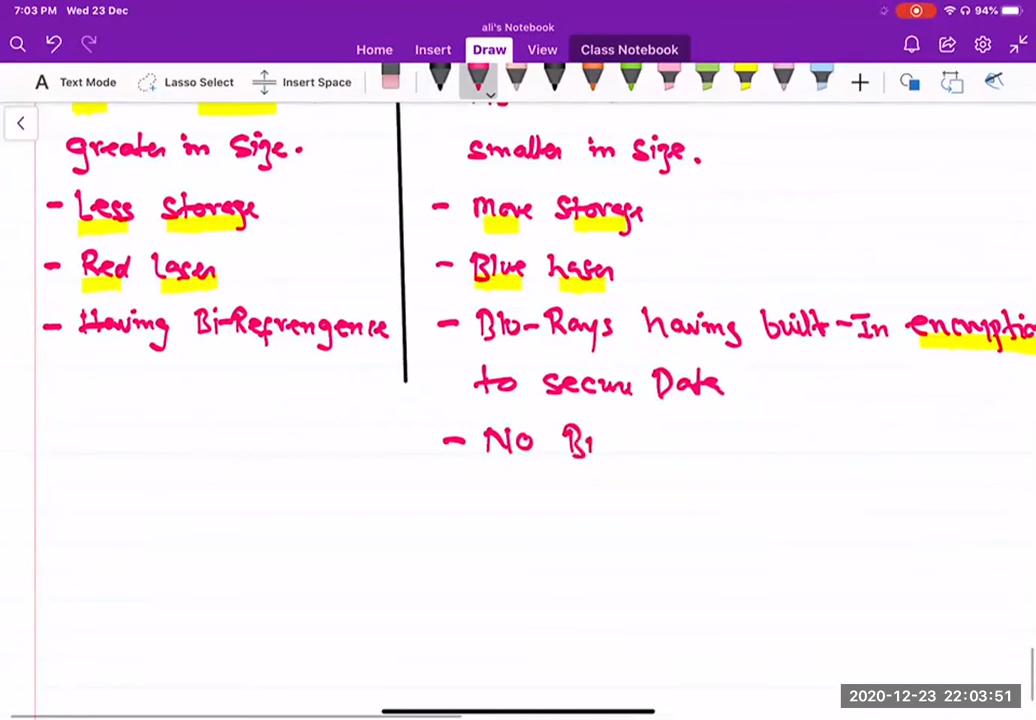 7:03 PM Wed 23 Dec
94%
ali's Notebook
Home Insert Draw View Class Notebook
Text Mode Lasso Select Insert Space
greater in size.
smaller in size.
- Less storage
- More storage
- Red Laser
- Blue Laser
- Having Bi-Refrengence
- Blu-Rays having built-In encryptio
to secure Data
- No Bi
2020-12-23 22:03:51